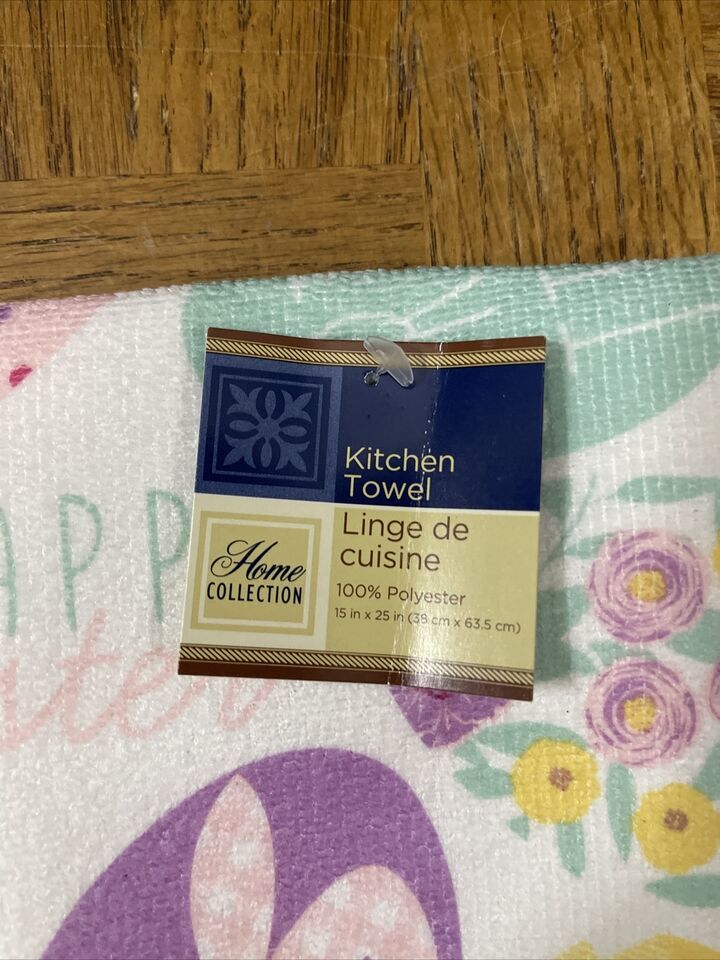 Kitchen
Towel
Linge de
cuisine
100% Polyester
15 in x 25 in (38 cm x 63.5 cm)
Home
COLLECTION